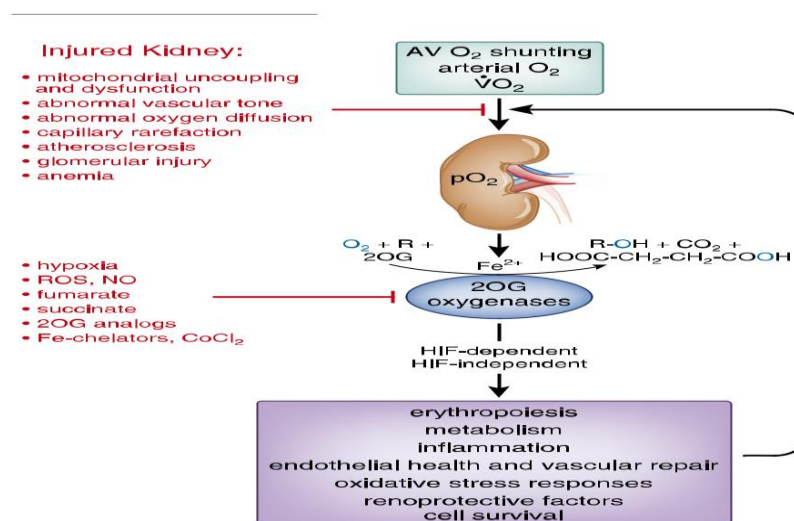 Injured Kidney:
• mitochondrial uncoupling
and dysfunction
• abnormal vascular tone
• abnormal oxygen diffusion
• capillary rarefaction
• atherosclerosis
• glomerular injury
• anemia
AV O₂ shunting
arterial O₂
V̇O₂
pO₂
O₂ + R +
2OG
Fe²⁺
R-OH + CO₂ +
HOOC-CH₂-CH₂-COOH
2OG
oxygenases
• hypoxia
• ROS, NO
• fumarate
• succinate
• 2OG analogs
• Fe-chelators, CoCl₂
HIF-dependent
HIF-independent
erythropoiesis
metabolism
inflammation
endothelial health and vascular repair
oxidative stress responses
renoprotective factors
cell survival